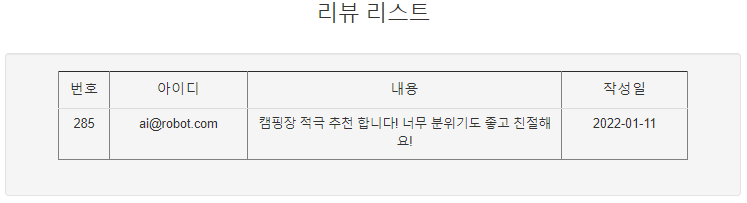 리뷰 리스트
번호 아이디 내용 작성일
285 ai@robot.com 캠핑장 적극 추천 합니다! 너무 분위기도 좋고 친절해 2022-01-11
요!